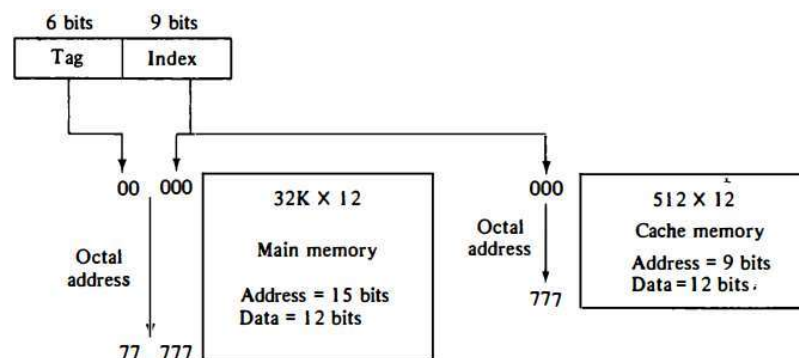 6 bits 9 bits
Tag Index
00 000
32K X 12
Main memory
Address = 15 bits
Data = 12 bits
Octal
address
77 777
000
Octal
address
777
512 X 12
Cache memory
Address = 9 bits
Data = 12 bits